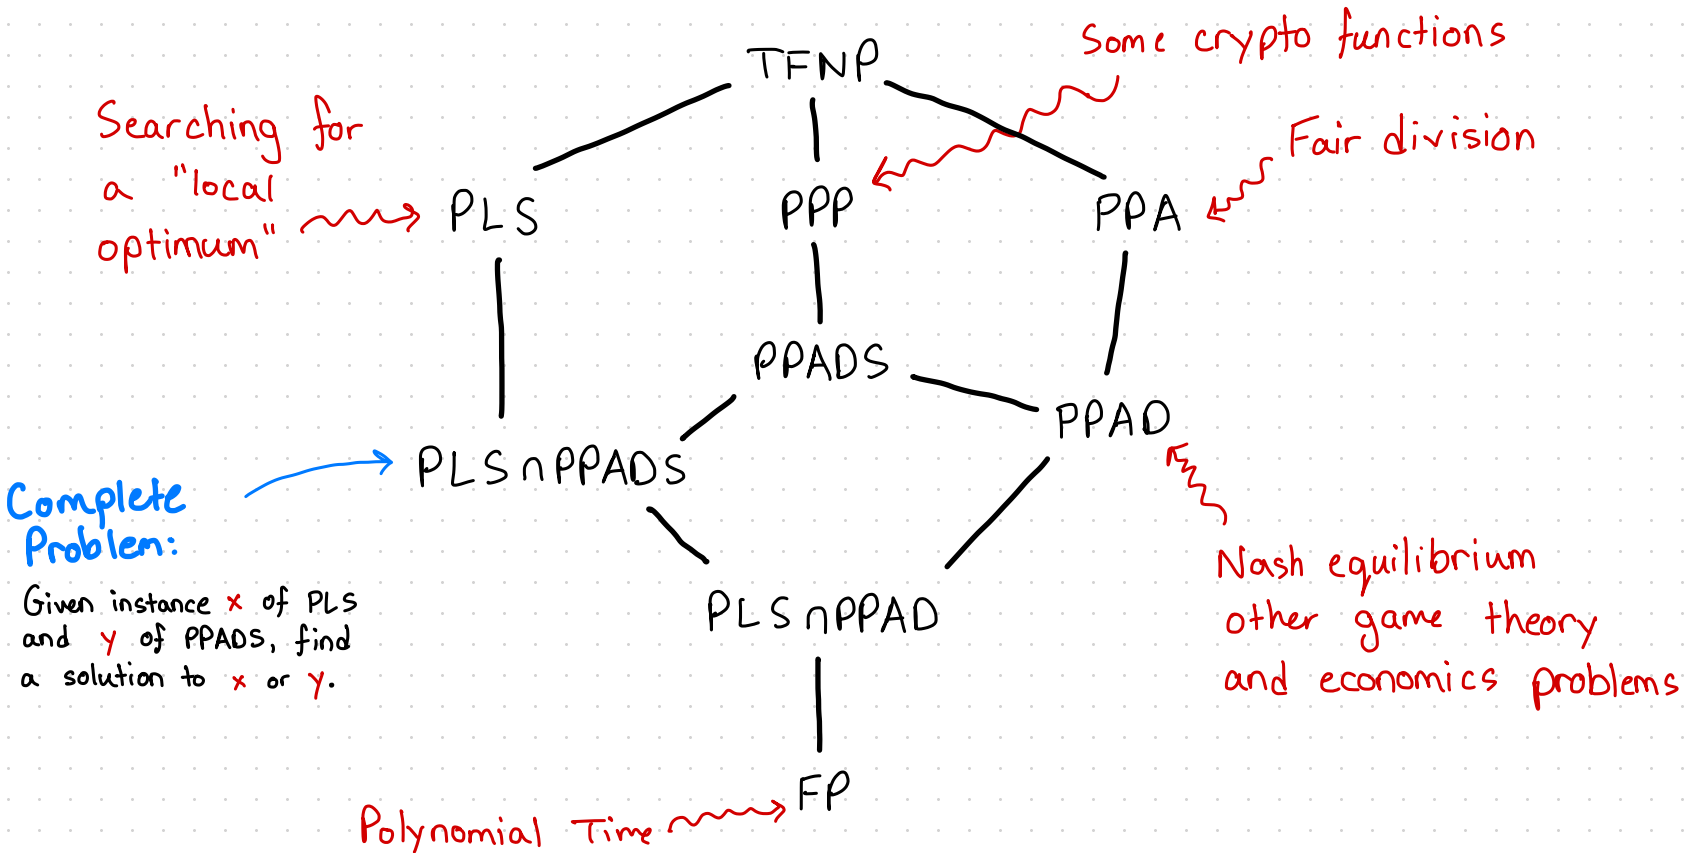 TFNP
Some crypto functions
Searching for
a "local
optimum"
Fair division
PLS
PPP
PPA
PPADS
PPAD
PLS∩PPADS
Complete
Problem:
Given instance x of PLS
and y of PPADS, find
a solution to x or y.
Nash equilibrium
other game theory
and economics problems
PLS∩PPAD
FP
Polynomial Time